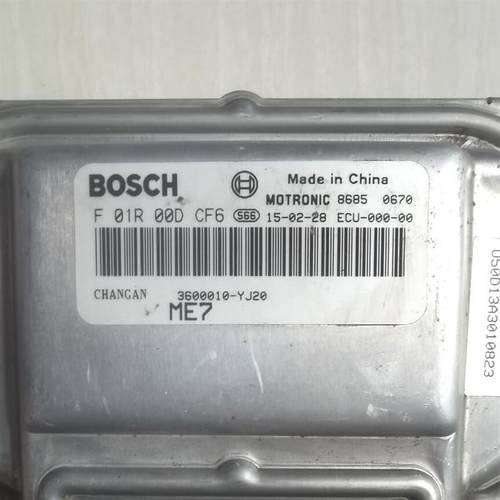 BOSCH Made in China
MOTRONIC 8685 0670
F 01R 00D CF6 S66 15-02-28 ECU-000-00
CHANGAN 3600010-YJ20
ME7
U50D13A3010823